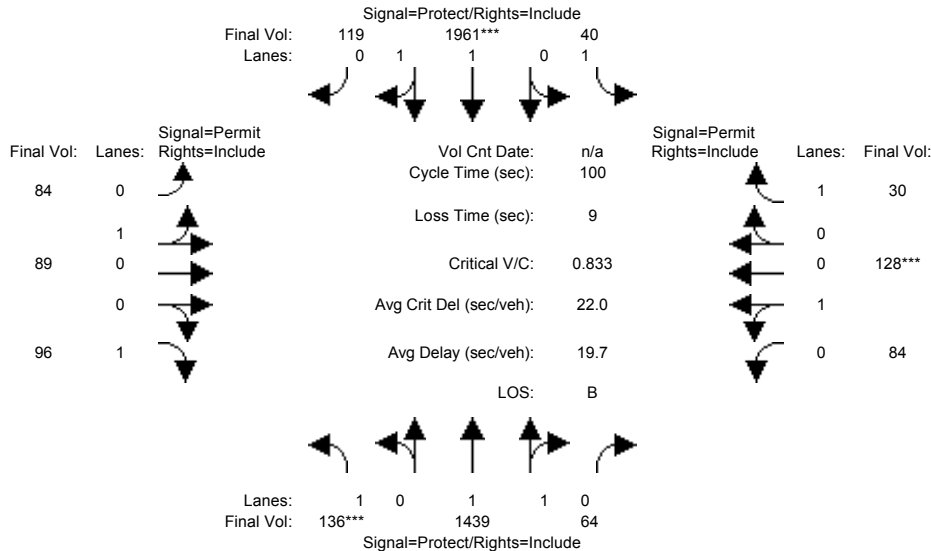 Signal=Protect/Rights=Include
Final Vol: 119 1961*** 40
Lanes: 0 1 1 0 1
Signal=Permit
Final Vol: Lanes: Rights=Include
84 0
1
89 0
0
96 1
Vol Cnt Date: n/a
Cycle Time (sec): 100
Loss Time (sec): 9
Critical V/C: 0.833
Avg Crit Del (sec/veh): 22.0
Avg Delay (sec/veh): 19.7
LOS: B
Signal=Permit
Rights=Include Lanes: Final Vol:
1 30
0
0 128***
1
0 84
Lanes: 1 0 1 1 0
Final Vol: 136*** 1439 64
Signal=Protect/Rights=Include